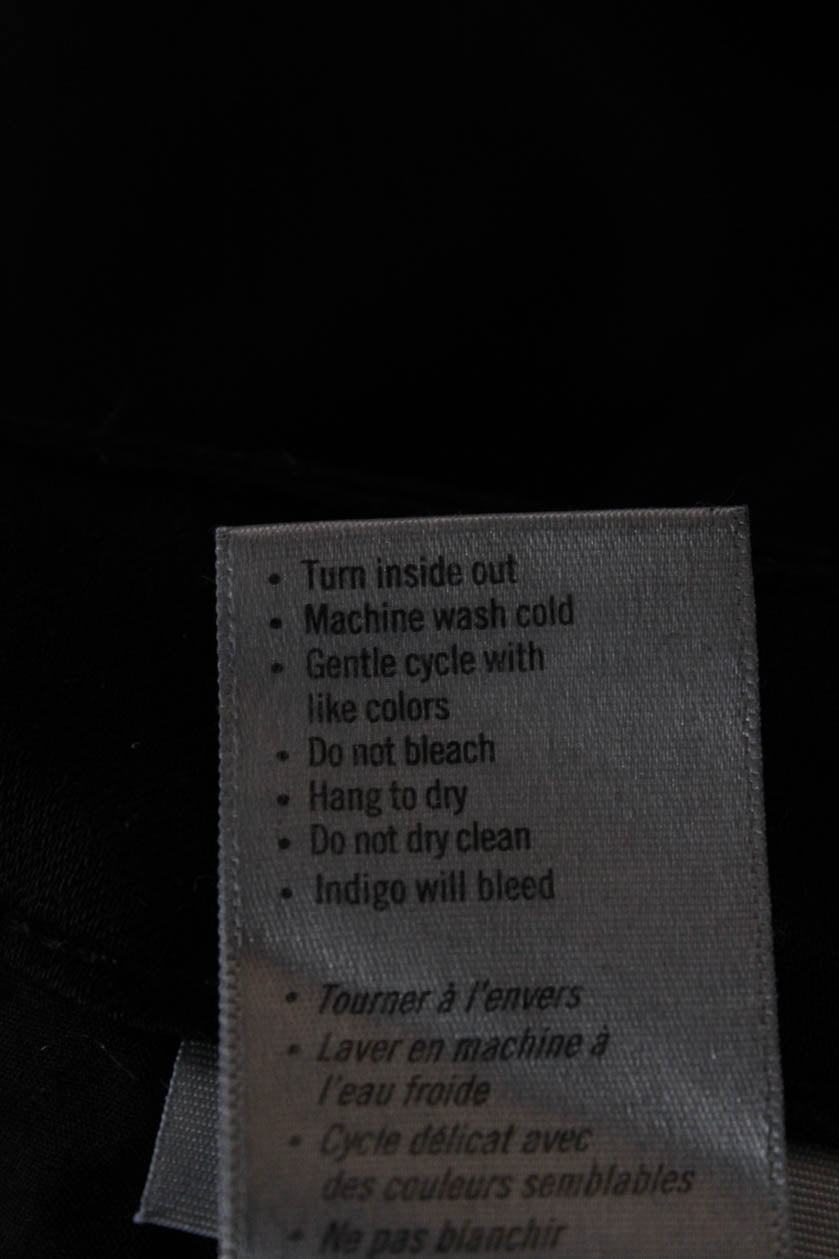 • Turn inside out
• Machine wash cold
• Gentle cycle with
like colors
• Do not bleach
• Hang to dry
• Do not dry clean
• Indigo will bleed
• Tourner à l'envers
• Laver en machine à
l'eau froide
• Cycle délicat avec
des couleurs semblables
• Ne pas blanchir